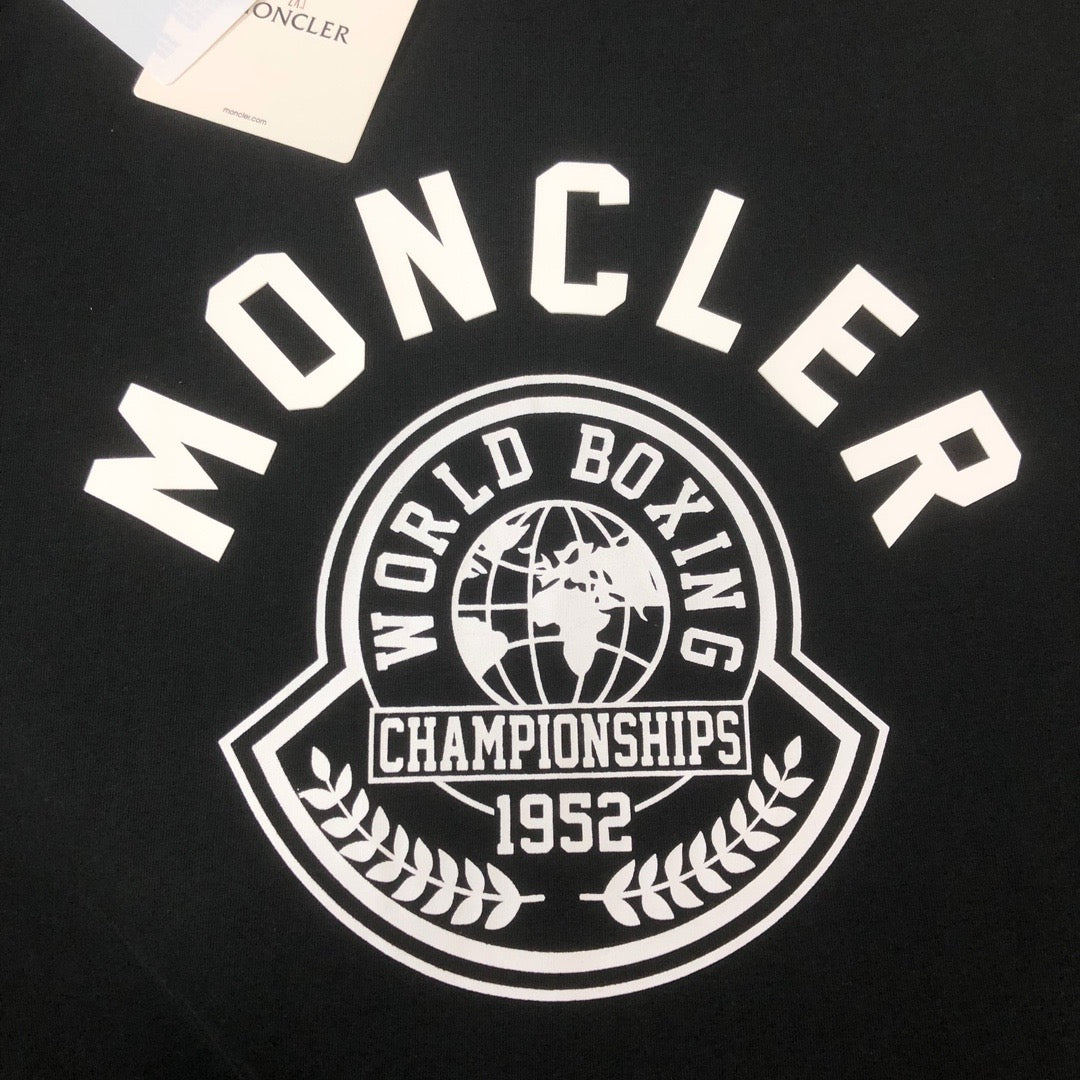 MONCLER
moncler.com
MONCLER
WORLD BOXING
CHAMPIONSHIPS
1952